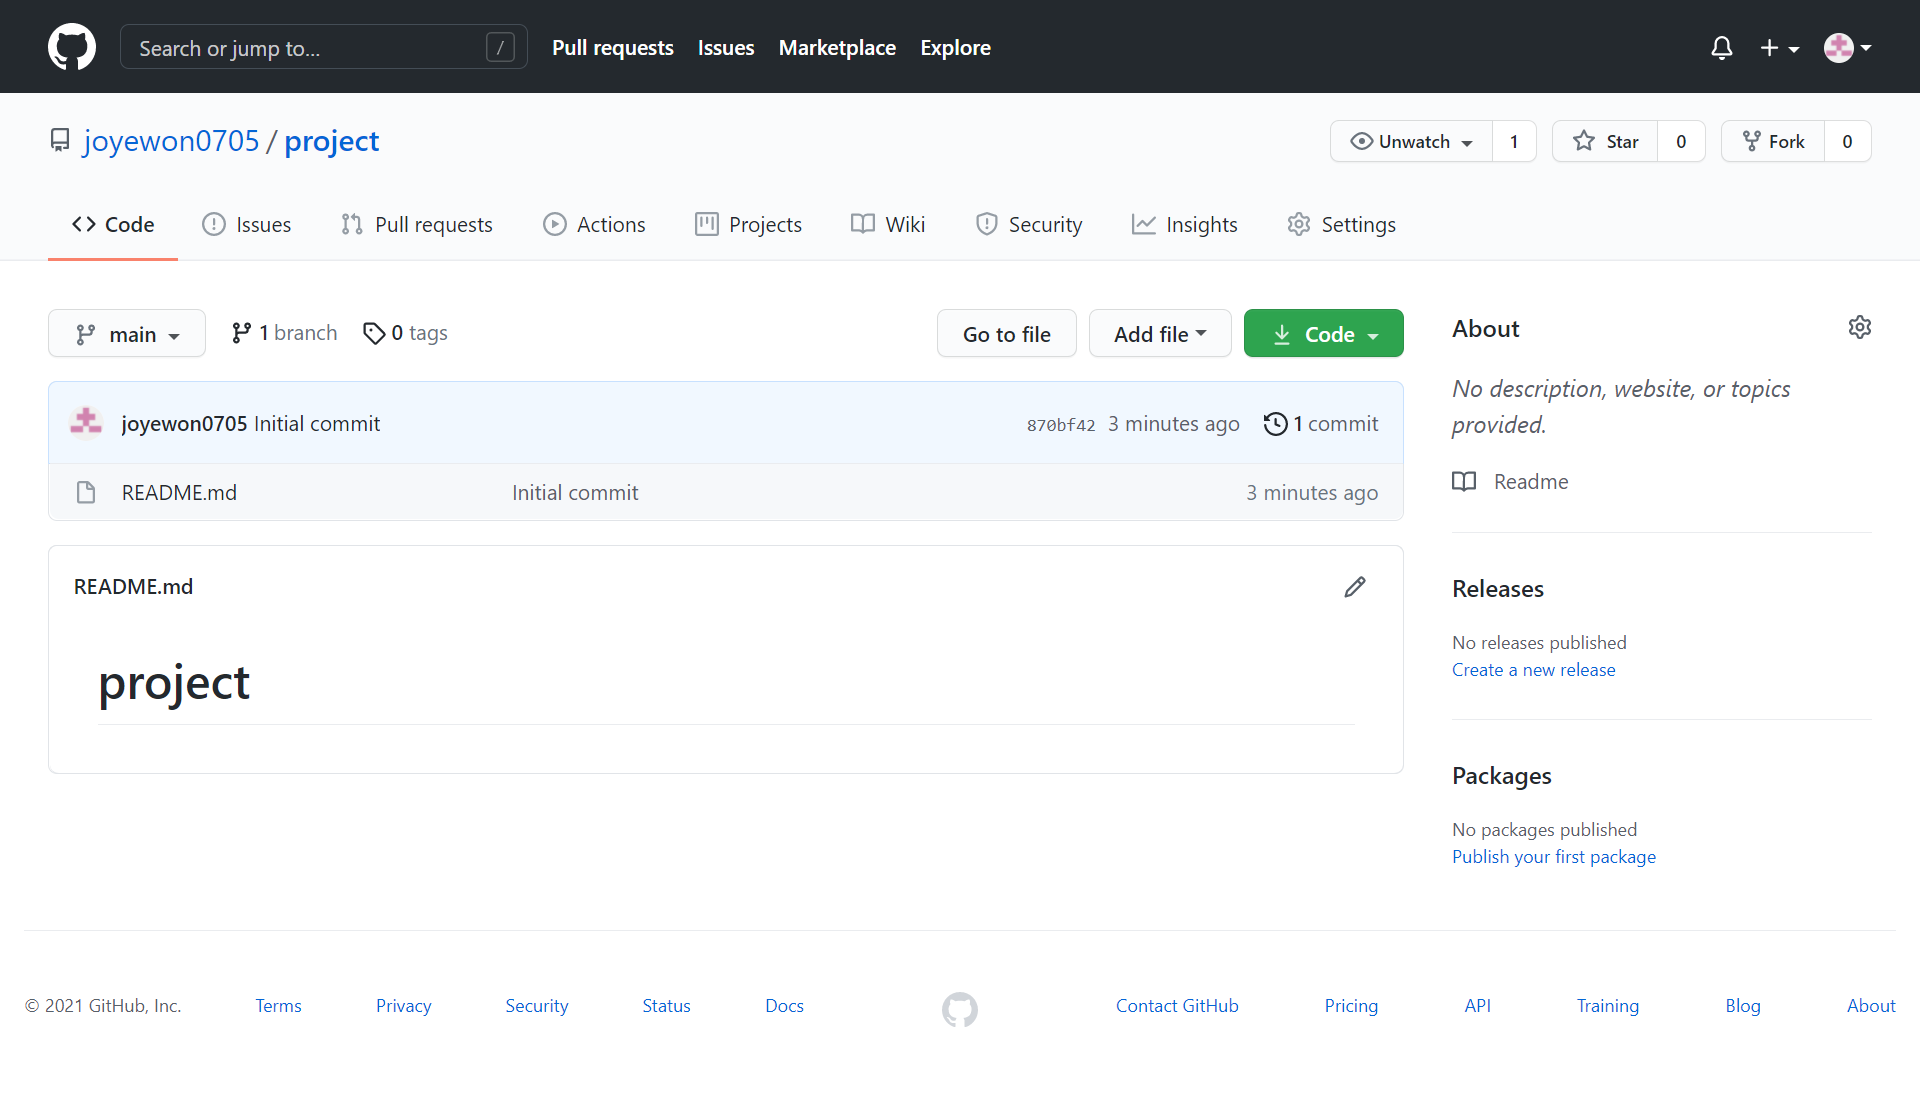 Search or jump to... /
Pull requests Issues Marketplace Explore
joyewon0705 / project
Unwatch 1 Star 0 Fork 0
Code Issues Pull requests Actions Projects Wiki Security Insights Settings
main 1 branch 0 tags
Go to file Add file Code
joyewon0705 Initial commit 870bf42 3 minutes ago 1 commit
README.md Initial commit 3 minutes ago
README.md
project
About
No description, website, or topics
provided.
Readme
Releases
No releases published
Create a new release
Packages
No packages published
Publish your first package
© 2021 GitHub, Inc. Terms Privacy Security Status Docs Contact GitHub Pricing API Training Blog About